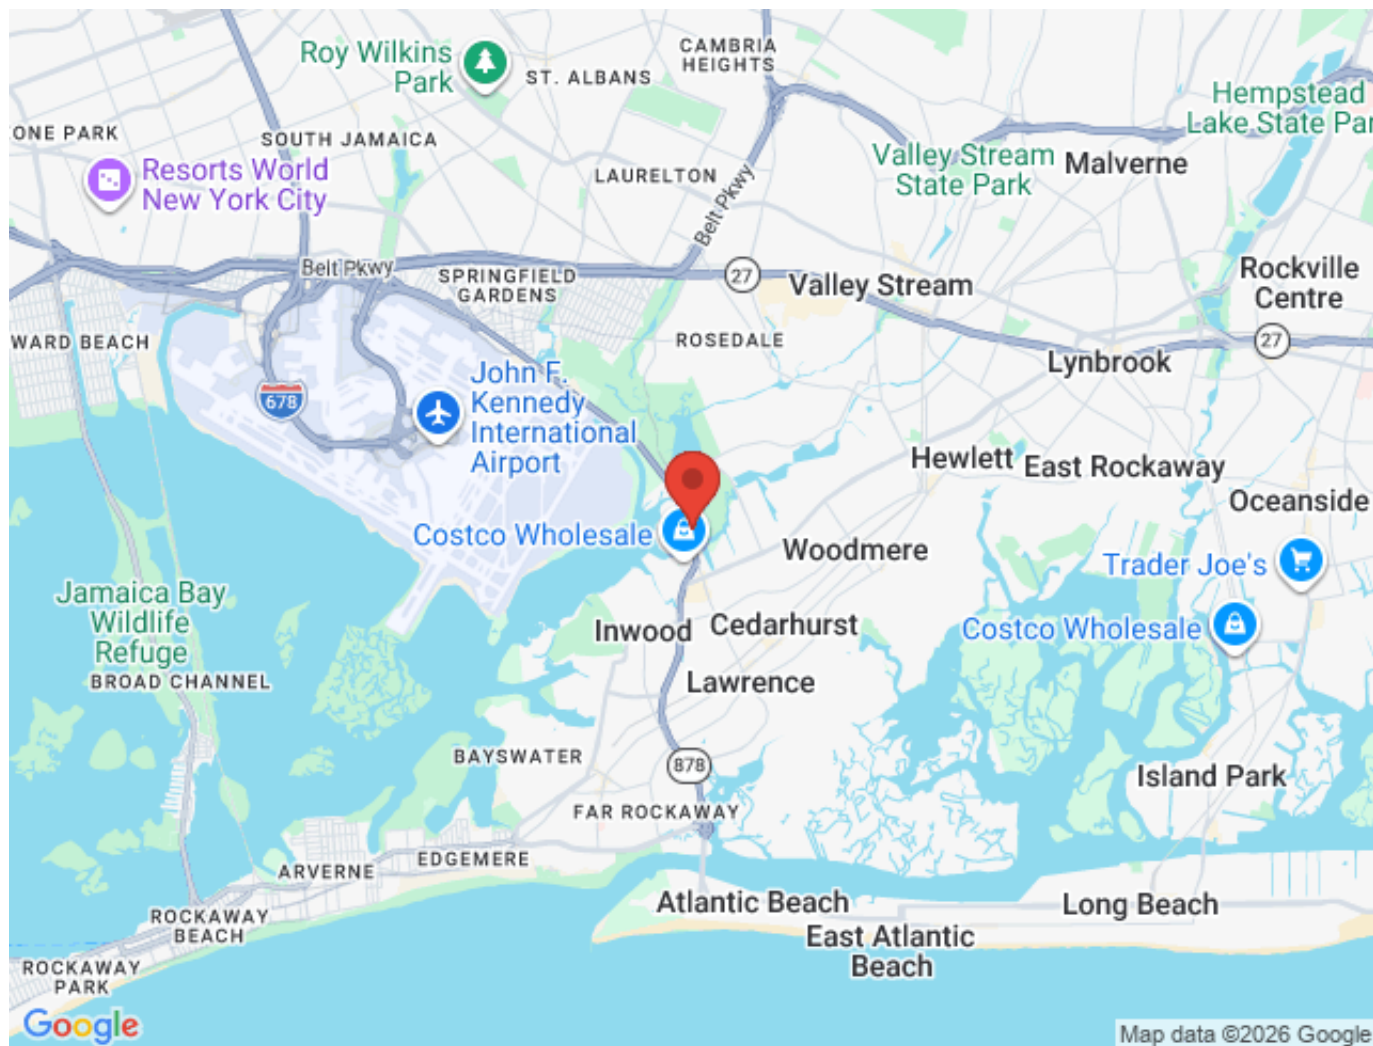 Roy Wilkins
Park
ST. ALBANS
CAMBRIA
HEIGHTS
Hempstead
Lake State Par
ONE PARK
SOUTH JAMAICA
Resorts World
New York City
LAURELTON
Belt Pkwy
Valley Stream
State Park
Malverne
Belt Pkwy
SPRINGFIELD
GARDENS
27
Valley Stream
Rockville
Centre
WARD BEACH
ROSEDALE
27
Lynbrook
678
John F.
Kennedy
International
Airport
Hewlett
East Rockaway
Oceanside
Costco Wholesale
Woodmere
Trader Joe's
Jamaica Bay
Wildlife
Refuge
BROAD CHANNEL
Inwood
Cedarhurst
Costco Wholesale
Lawrence
BAYSWATER
878
Island Park
FAR ROCKAWAY
EDGEMERE
ARVERNE
ROCKAWAY
BEACH
Atlantic Beach
Long Beach
East Atlantic
Beach
ROCKAWAY
PARK
Google
Map data ©2026 Google